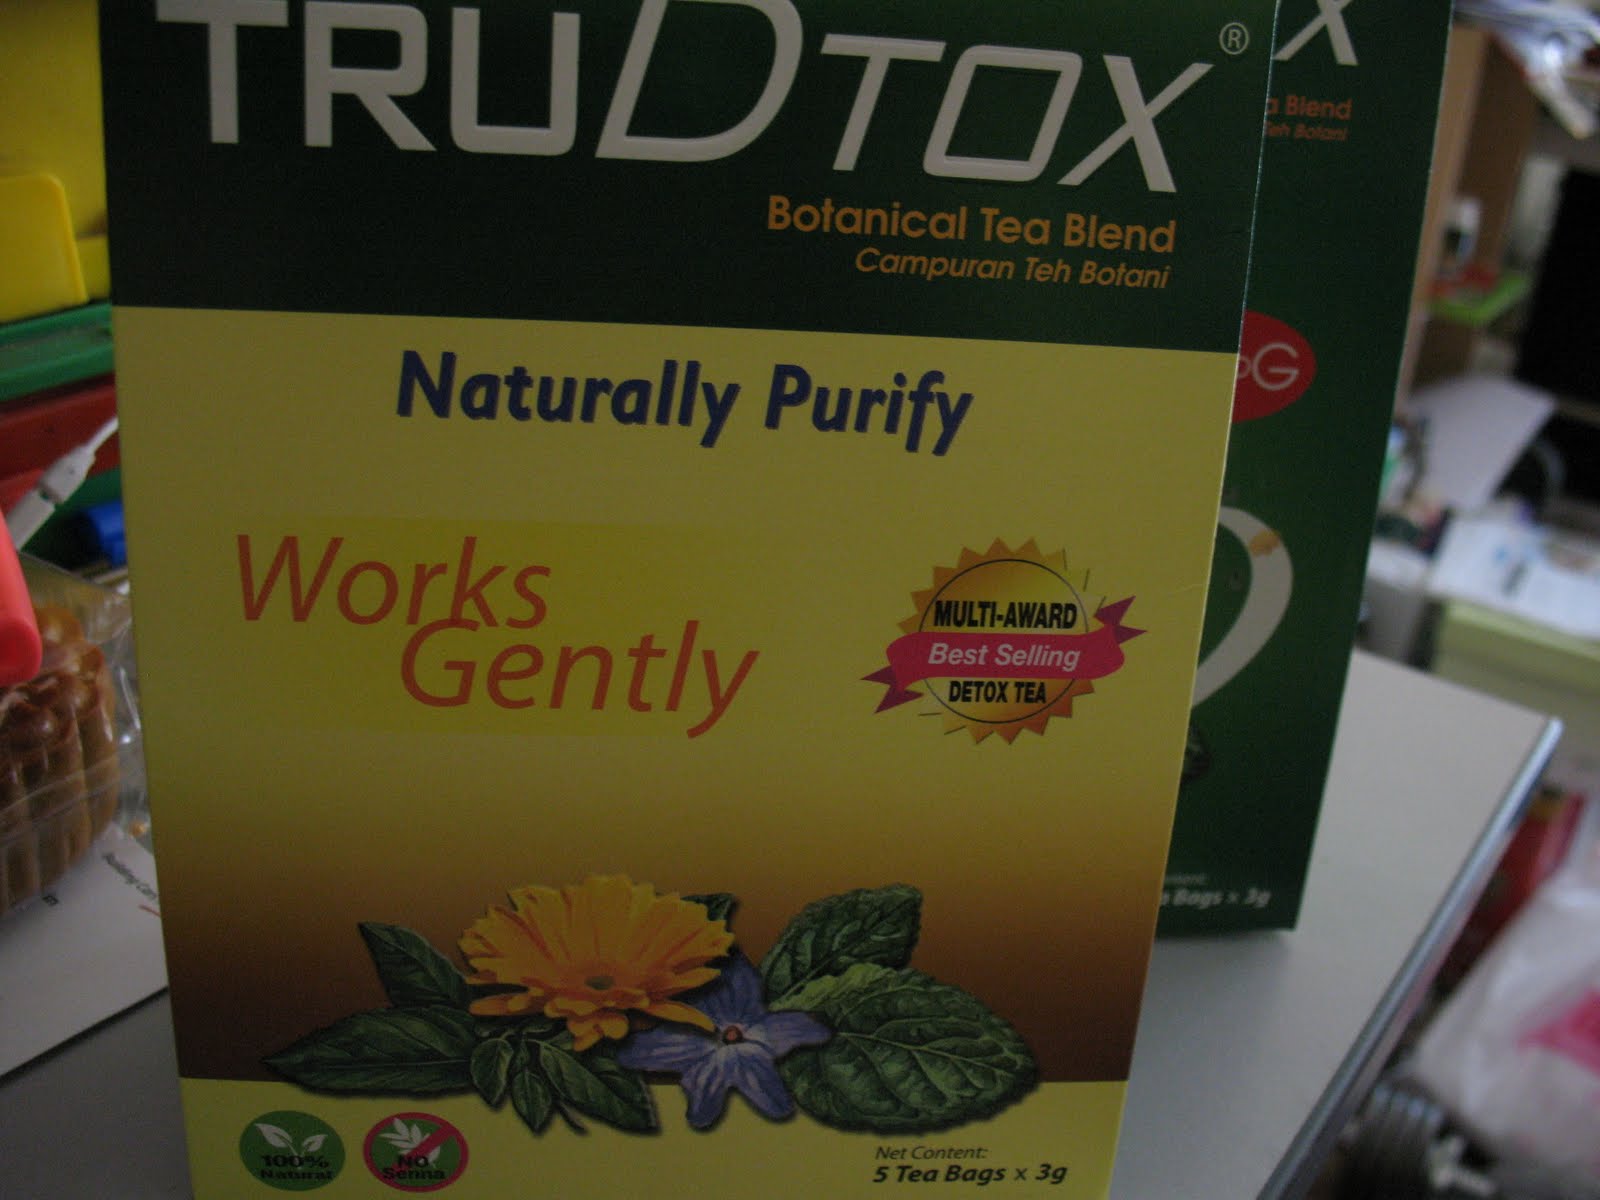 TRUDTOX®
Botanical Tea Blend
Campuran Teh Botani
Naturally Purify
Works
Gently
MULTI-AWARD
Best Selling
DETOX TEA
100%
Natural
NO
Senna
Net Content:
5 Tea Bags × 3g
X
Blend
Teh Botani
G
Bags × 3g